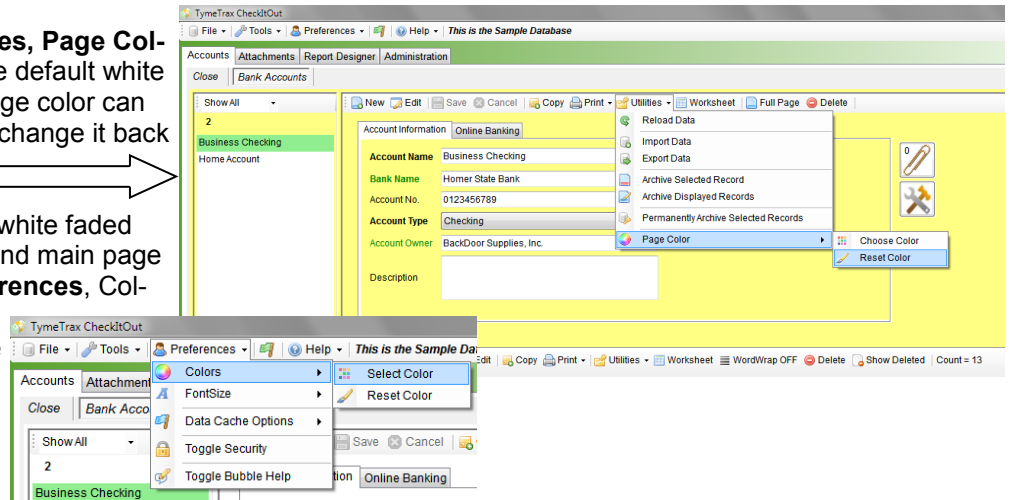 es, Page Col-
e default white
ge color can
change it back
white faded
nd main page
rences, Col-
TymeTrax CheckItOut
File Tools Preferences Help This is the Sample Database
Accounts Attachments Report Designer Administration
Close Bank Accounts
Show All New Edit Save Cancel Copy Print Utilities Worksheet Full Page Delete
2
Business Checking
Home Account
Account Information Online Banking
Account Name Business Checking
Bank Name Homer State Bank
Account No. 0123456789
Account Type Checking
Account Owner BackDoor Supplies, Inc.
Description
Reload Data
Import Data
Export Data
Archive Selected Record
Archive Displayed Records
Permanently Archive Selected Records
Page Color
Choose Color
Reset Color
0
Edit Copy Print Utilities Worksheet WordWrap OFF Delete Show Deleted Count = 13
TymeTrax CheckItOut
File Tools Preferences Help This is the Sample Da
Accounts Attachment
Close Bank Acco
Show All Save Cancel
2
Business Checking
Colors
FontSize
Data Cache Options
Toggle Security
Toggle Bubble Help
Select Color
Reset Color
tion Online Banking